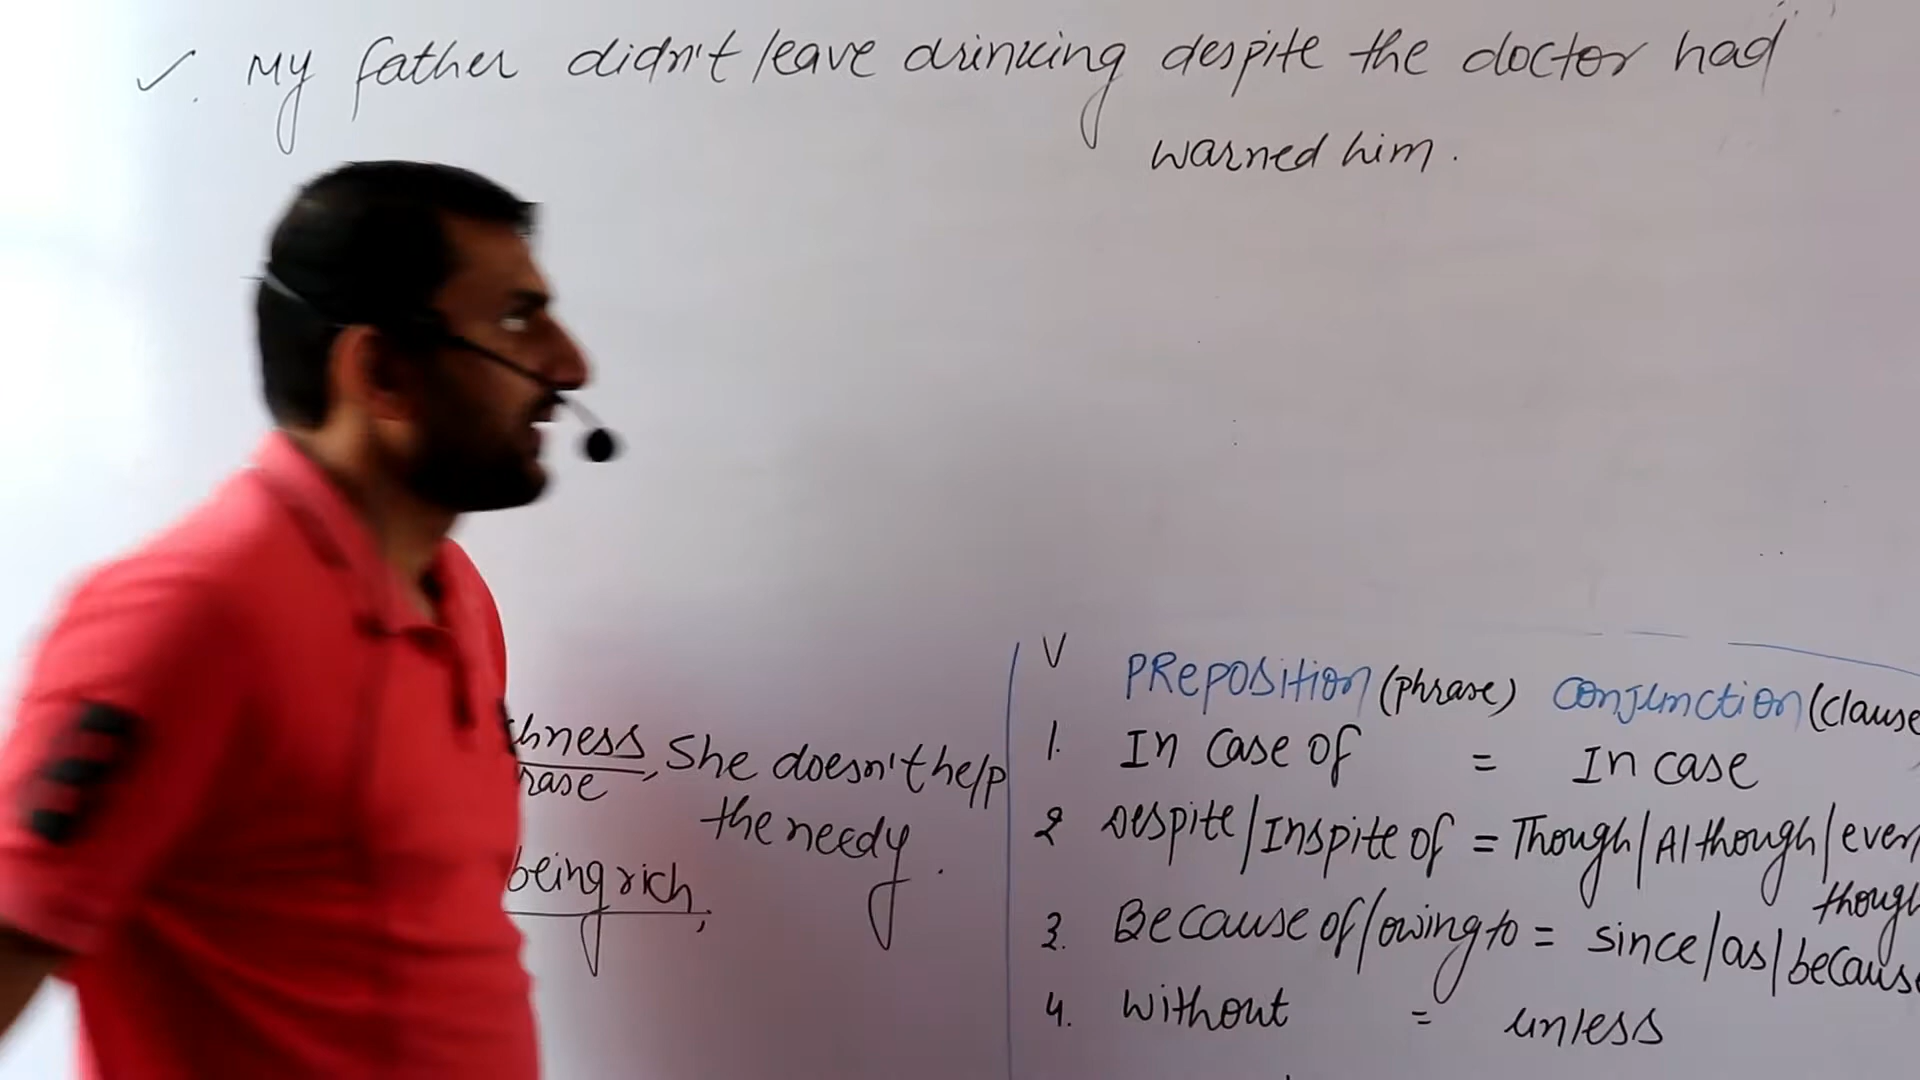 ✓. My father didn't leave drinking despite the doctor had
warned him.
V
PREPOSITION (phrase) CONJUNCTION (clause
1. In case of = In case
2 Despite/Inspite of = Though/Although/even
though
3. Because of/owing to = since/as/because
4. without = unless
She doesn't help
the needy.
being rich,